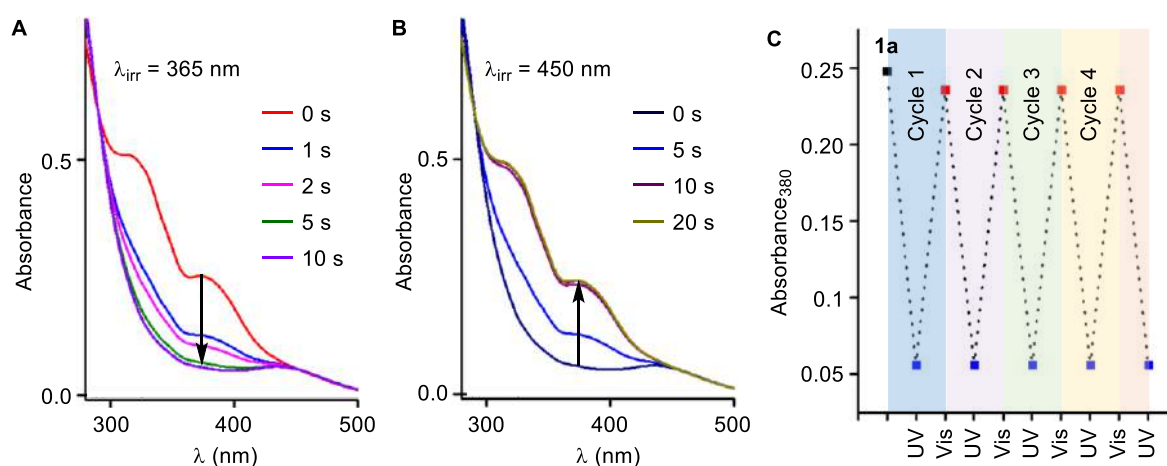 A
λirr = 365 nm
0 s
1 s
2 s
5 s
10 s
0.5
0.0
Absorbance
300
400
500
λ (nm)
B
λirr = 450 nm
0 s
5 s
10 s
20 s
0.5
0.0
Absorbance
300
400
500
λ (nm)
C
1a
Cycle 1
Cycle 2
Cycle 3
Cycle 4
0.25
0.20
0.15
0.1
0.05
Absorbance380
UV
Vis
UV
Vis
UV
Vis
UV
Vis
UV